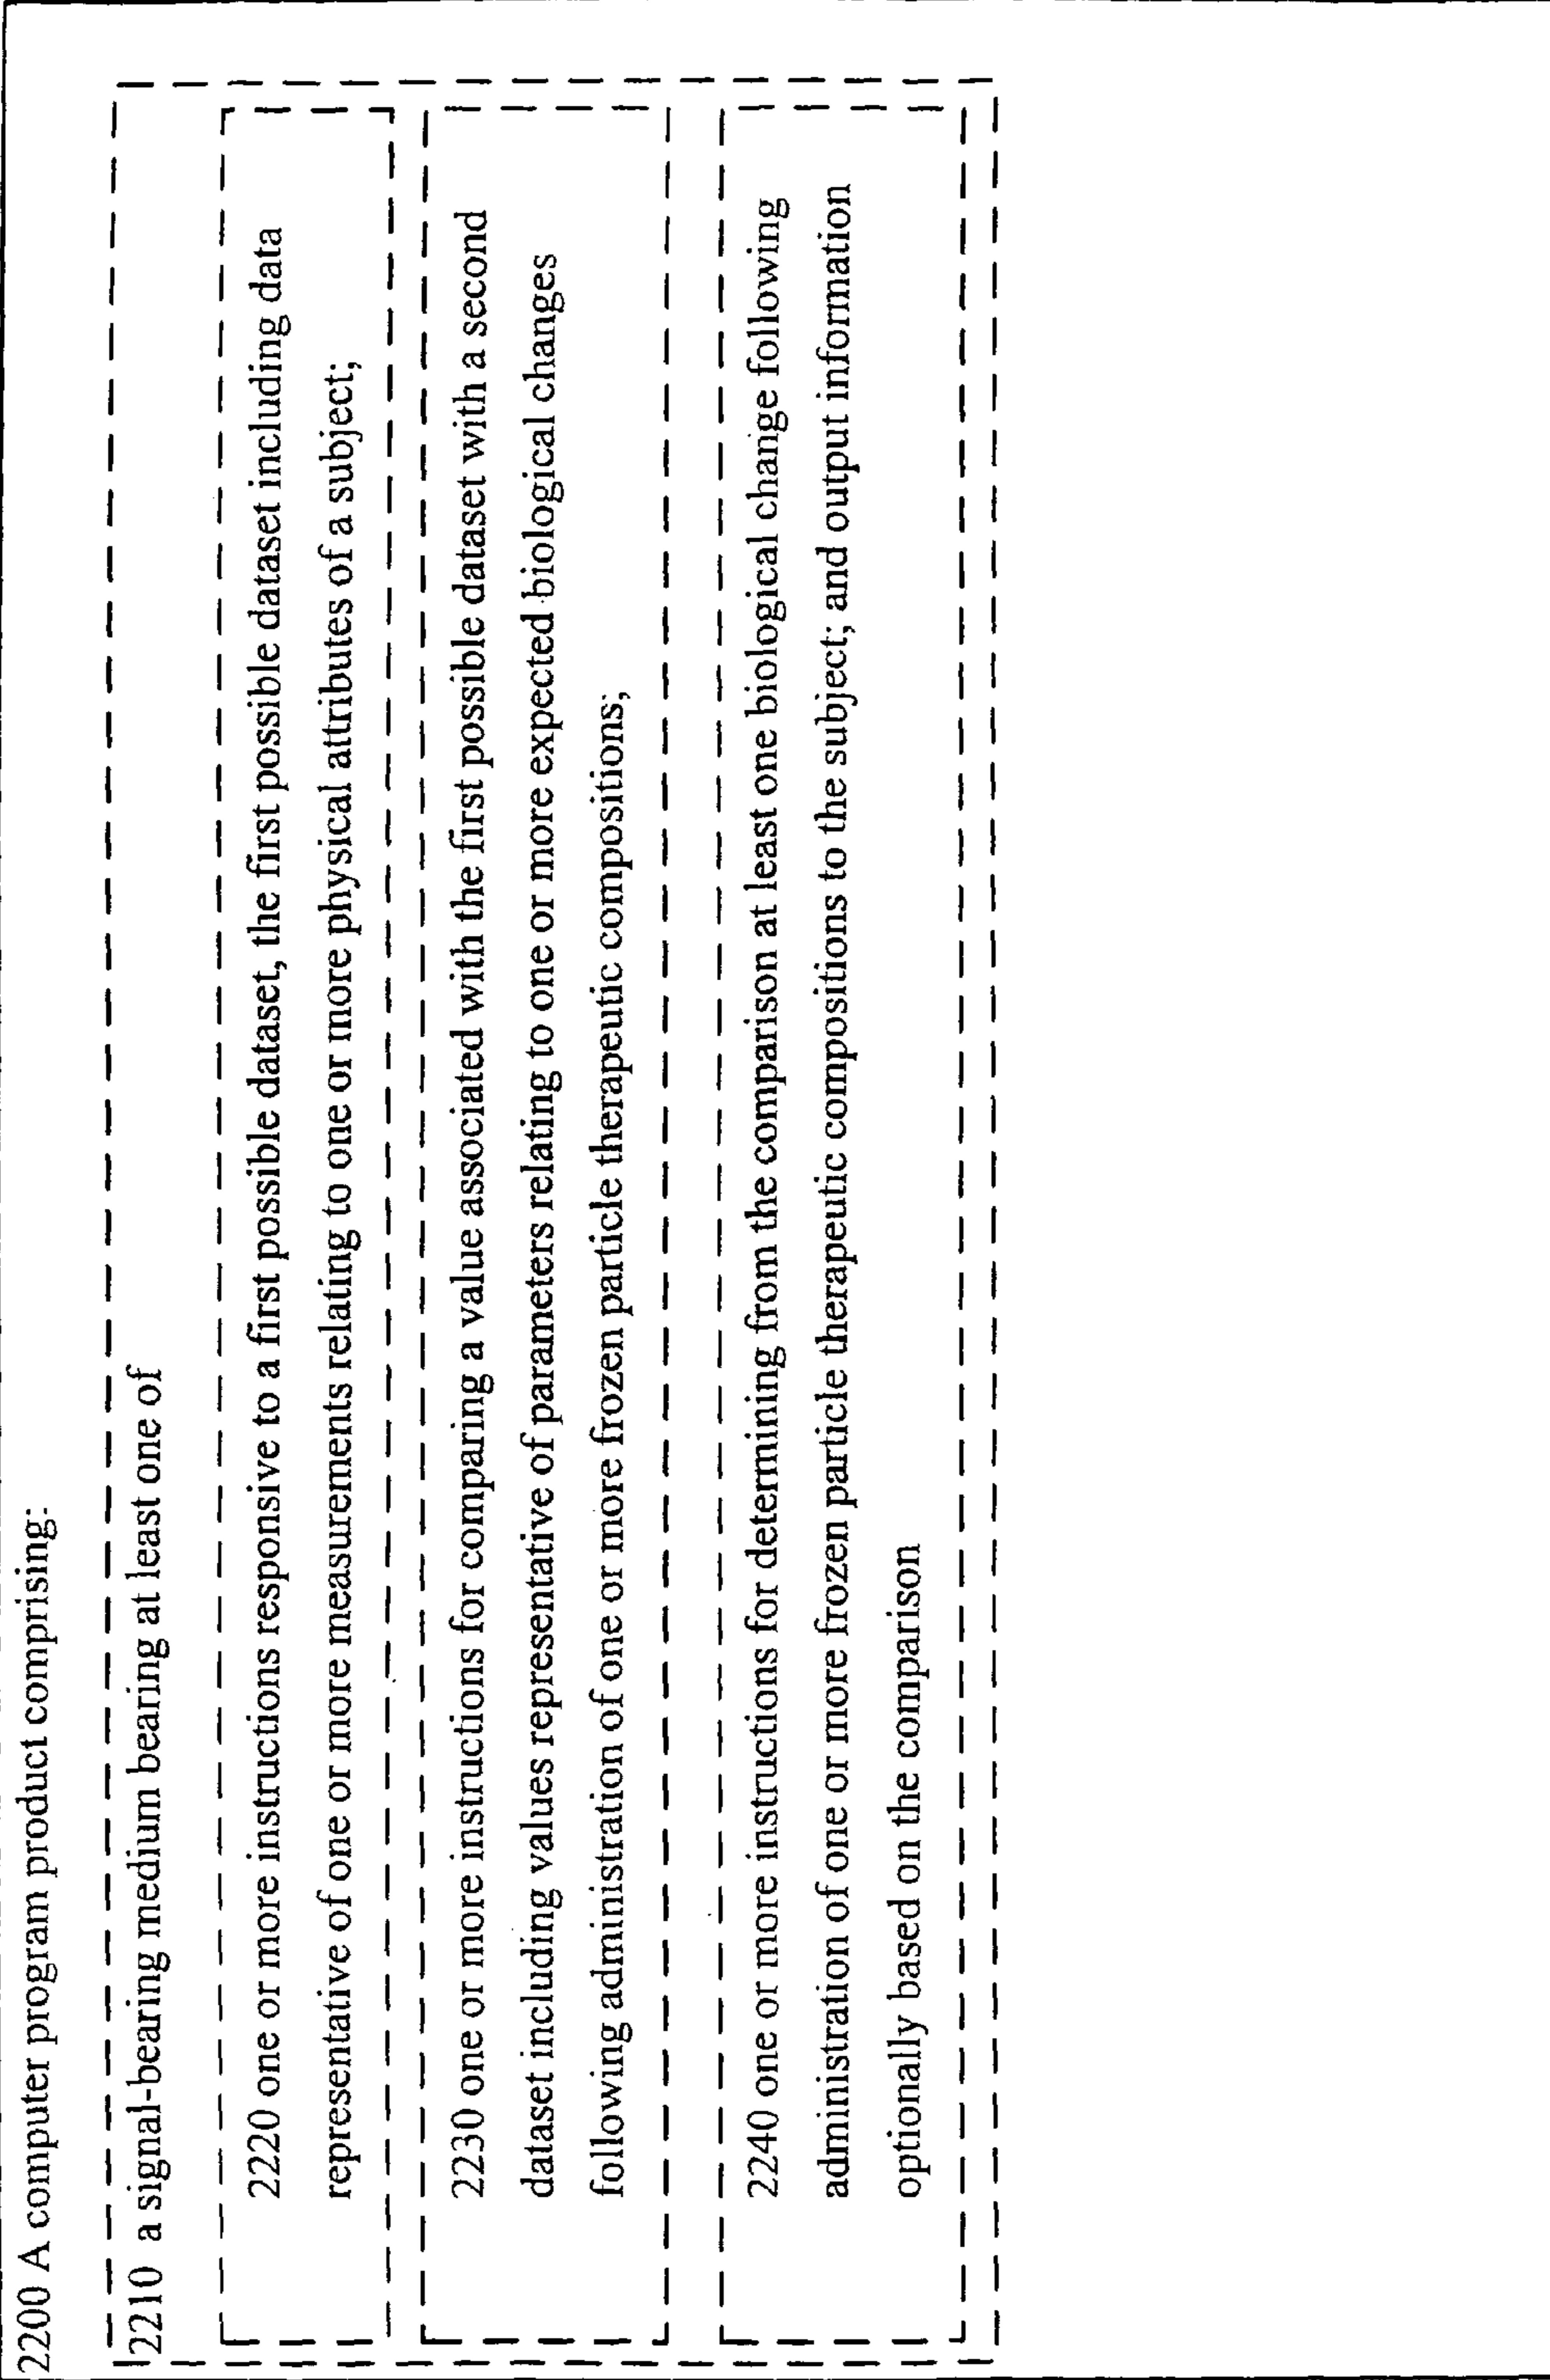 2200 A computer program product comprising:
2210 a signal-bearing medium bearing at least one of
2220 one or more instructions responsive to a first possible dataset, the first possible dataset including data
representative of one or more measurements relating to one or more physical attributes of a subject;
2230 one or more instructions for comparing a value associated with the first possible dataset with a second
dataset including values representative of parameters relating to one or more expected biological changes
following administration of one or more frozen particle therapeutic compositions;
2240 one or more instructions for determining from the comparison at least one biological change following
administration of one or more frozen particle therapeutic compositions to the subject; and output information
optionally based on the comparison